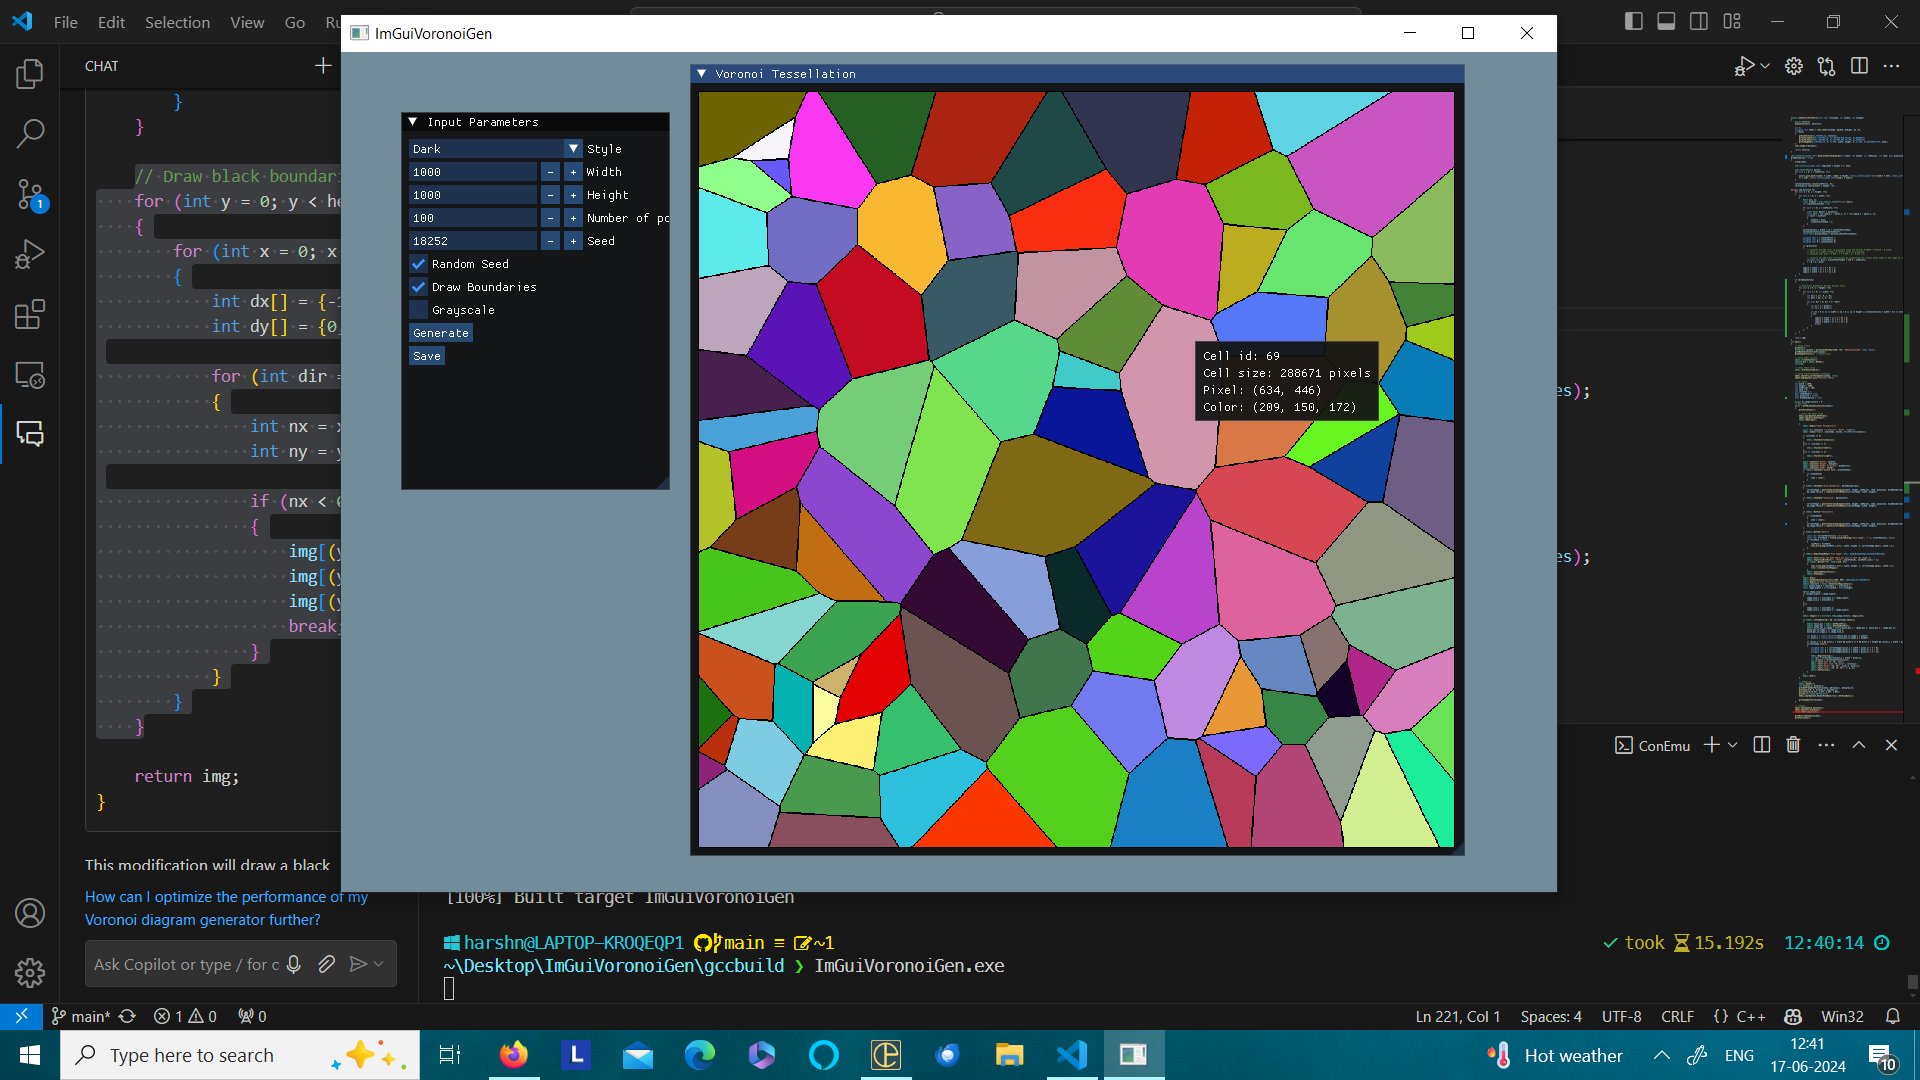 File Edit Selection View Go Ru
ImGuiVoronoiGen
CHAT
}
}
// Draw black boundari
for (int y = 0; y < he
{
for (int x = 0; x
{
int dx[] = {-1
int dy[] = {0,
for (int dir =
{
int nx = x
int ny = y
if (nx < 0
{
img[(y
img[(y
img[(y
break;
}
}
}
}
return img;
}
This modification will draw a black
How can I optimize the performance of my
Voronoi diagram generator further?
Ask Copilot or type / for c
1
Input Parameters
Dark Style
1000 - + Width
1000 - + Height
100 - + Number of po
18252 - + Seed
Random Seed
Draw Boundaries
Grayscale
Generate
Save
Voronoi Tessellation
Cell id: 69
Cell size: 288671 pixels
Pixel: (634, 446)
Color: (209, 150, 172)
es);
es);
ConEmu
[100%] Built target ImGuiVoronoiGen
harshn@LAPTOP-KROQEQP1 main ≡ ~1
took 15.192s 12:40:14
~\Desktop\ImGuiVoronoiGen\gccbuild ❯ ImGuiVoronoiGen.exe
main* 1 0 0
Ln 221, Col 1 Spaces: 4 UTF-8 CRLF {} C++ Win32
Type here to search
L
Hot weather
ENG
12:41
17-06-2024
10